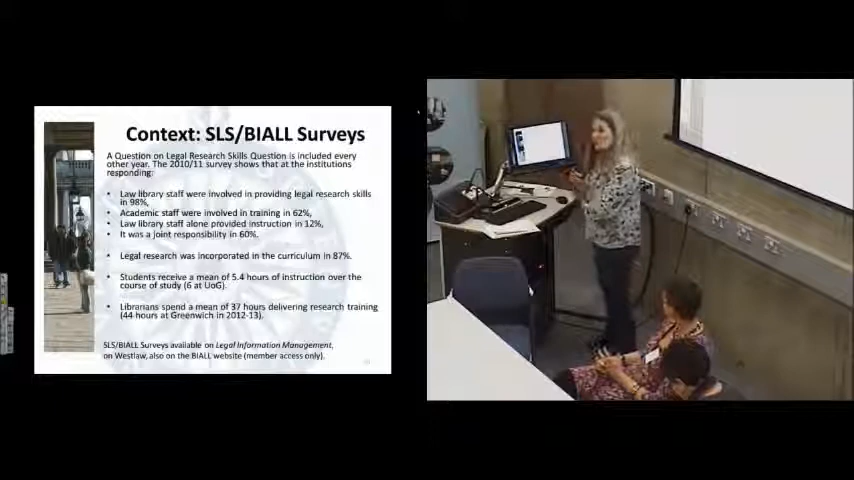 Context: SLS/BIALL Surveys
A Question on Legal Research Skills Question is included every
other year. The 2010/11 survey shows that at the institutions
responding:
• Law library staff were involved in providing legal research skills
in 98%,
• Academic staff were involved in training in 62%,
• Law library staff alone provided instruction in 12%,
• It was a joint responsibility in 60%.
• Legal research was incorporated in the curriculum in 87%.
• Students receive a mean of 5.4 hours of instruction over the
course of study (6 at UoG).
• Librarians spend a mean of 37 hours delivering research training
(44 hours at Greenwich in 2012-13).
SLS/BIALL Surveys available on Legal Information Management,
on Westlaw, also on the BIALL website (member access only).